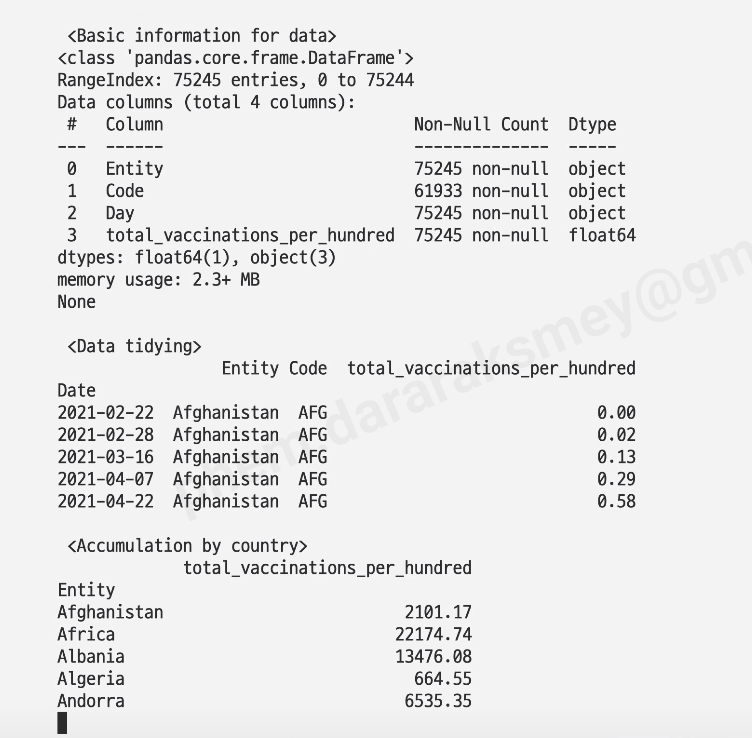 <Basic information for data>
<class 'pandas.core.frame.DataFrame'>
RangeIndex: 75245 entries, 0 to 75244
Data columns (total 4 columns):
 #   Column                          Non-Null Count  Dtype
---  ------                          --------------  -----
 0   Entity                          75245 non-null  object
 1   Code                            61933 non-null  object
 2   Day                             75245 non-null  object
 3   total_vaccinations_per_hundred  75245 non-null  float64
dtypes: float64(1), object(3)
memory usage: 2.3+ MB
None
<Data tidying>
                 Entity Code  total_vaccinations_per_hundred
Date
2021-02-22  Afghanistan  AFG                            0.00
2021-02-28  Afghanistan  AFG                            0.02
2021-03-16  Afghanistan  AFG                            0.13
2021-04-07  Afghanistan  AFG                            0.29
2021-04-22  Afghanistan  AFG                            0.58
<Accumulation by country>
             total_vaccinations_per_hundred
Entity
Afghanistan                         2101.17
Africa                             22174.74
Albania                            13476.08
Algeria                              664.55
Andorra                             6535.35